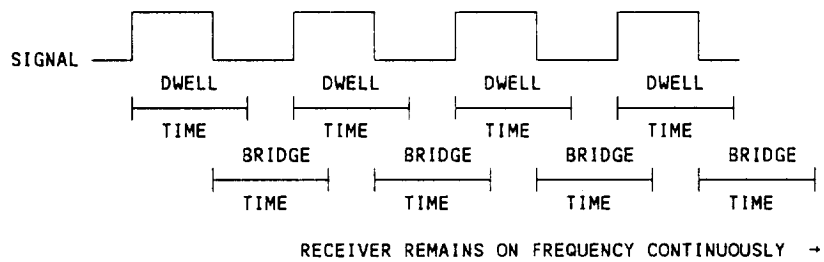 SIGNAL
DWELL DWELL DWELL DWELL
TIME TIME TIME TIME
BRIDGE BRIDGE BRIDGE BRIDGE
TIME TIME TIME TIME
RECEIVER REMAINS ON FREQUENCY CONTINUOUSLY →